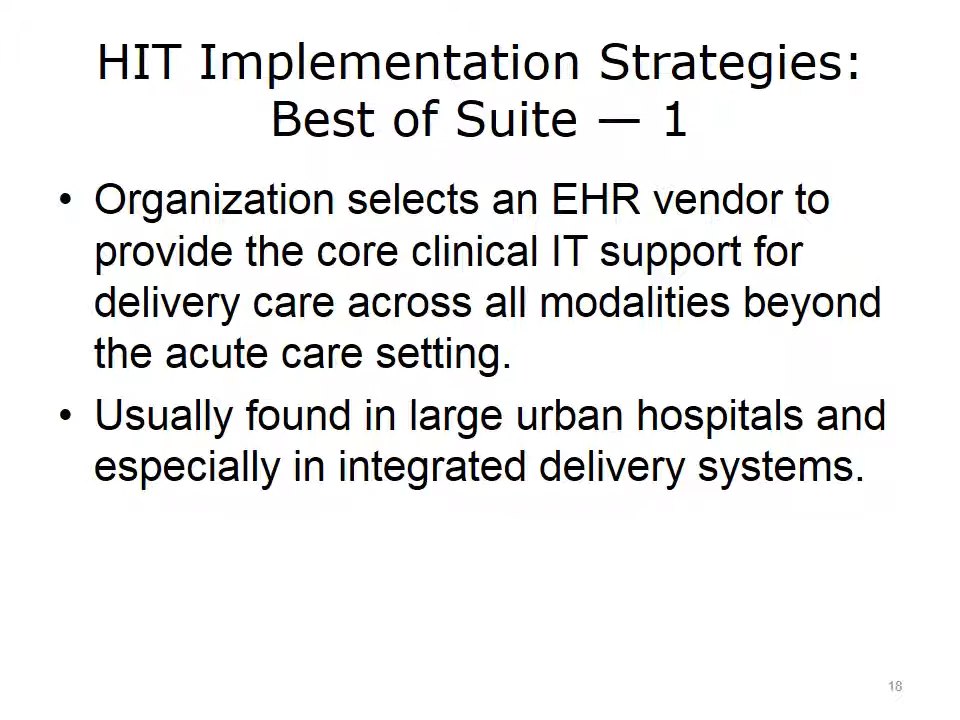 HIT Implementation Strategies:
Best of Suite — 1
• Organization selects an EHR vendor to
provide the core clinical IT support for
delivery care across all modalities beyond
the acute care setting.
• Usually found in large urban hospitals and
especially in integrated delivery systems.
18